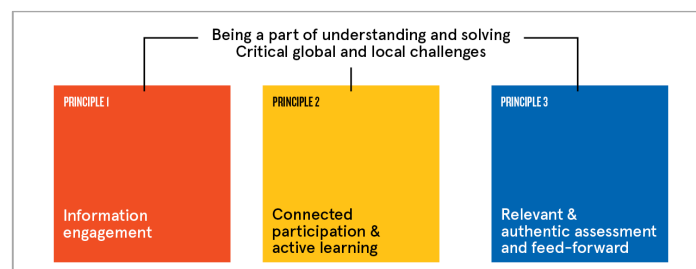 Being a part of understanding and solving
Critical global and local challenges
PRINCIPLE 1
Information
engagement
PRINCIPLE 2
Connected
participation &
active learning
PRINCIPLE 3
Relevant &
authentic assessment
and feed-forward